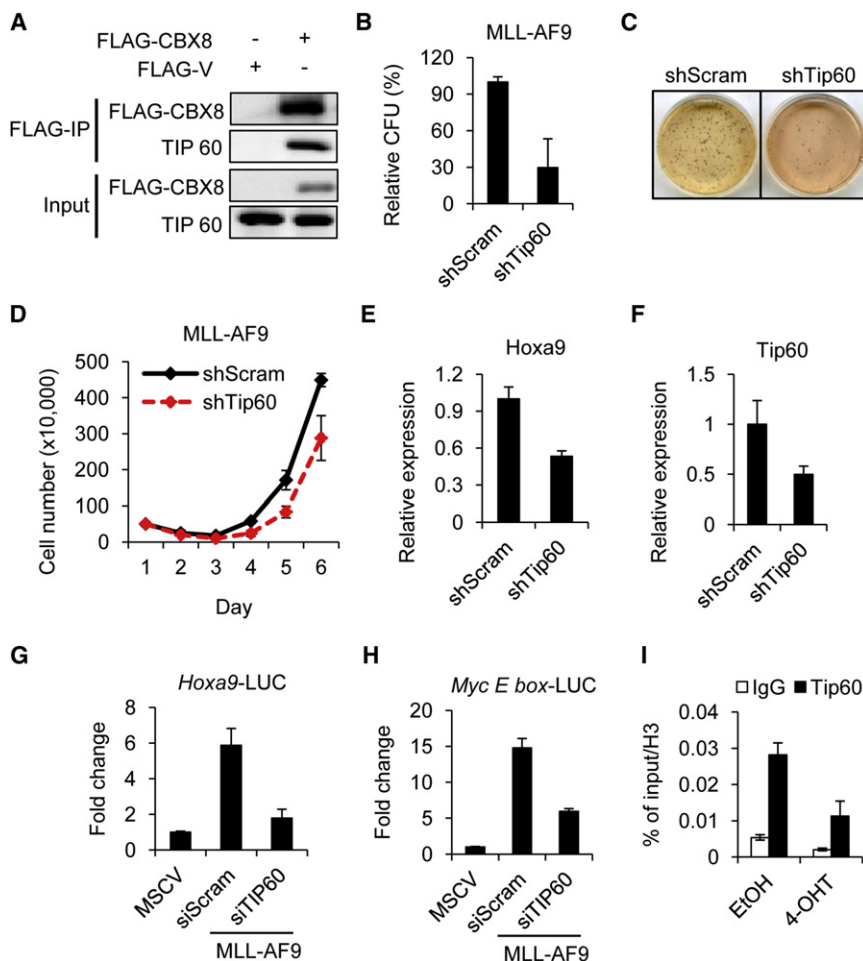 A
FLAG-CBX8 - +
FLAG-V + -
FLAG-IP
FLAG-CBX8
TIP 60
Input
FLAG-CBX8
TIP 60
B
MLL-AF9
Relative CFU (%)
120
90
60
30
0
shScram
shTip60
C
shScram shTip60
D
MLL-AF9
Cell number (x10,000)
500
400
300
200
100
0
shScram
shTip60
1 2 3 4 5 6
Day
E
Hoxa9
Relative expression
1.2
0.9
0.6
0.3
0
shScram
shTip60
F
Tip60
Relative expression
1.5
1
0.5
0
shScram
shTip60
G
Hoxa9-LUC
Fold change
8
6
4
2
0
MSCV
siScram
siTIP60
MLL-AF9
H
Myc E box-LUC
Fold change
20
15
10
5
0
MSCV
siScram
siTIP60
MLL-AF9
I
IgG Tip60
% of input/H3
0.04
0.03
0.02
0.01
0
EtOH
4-OHT